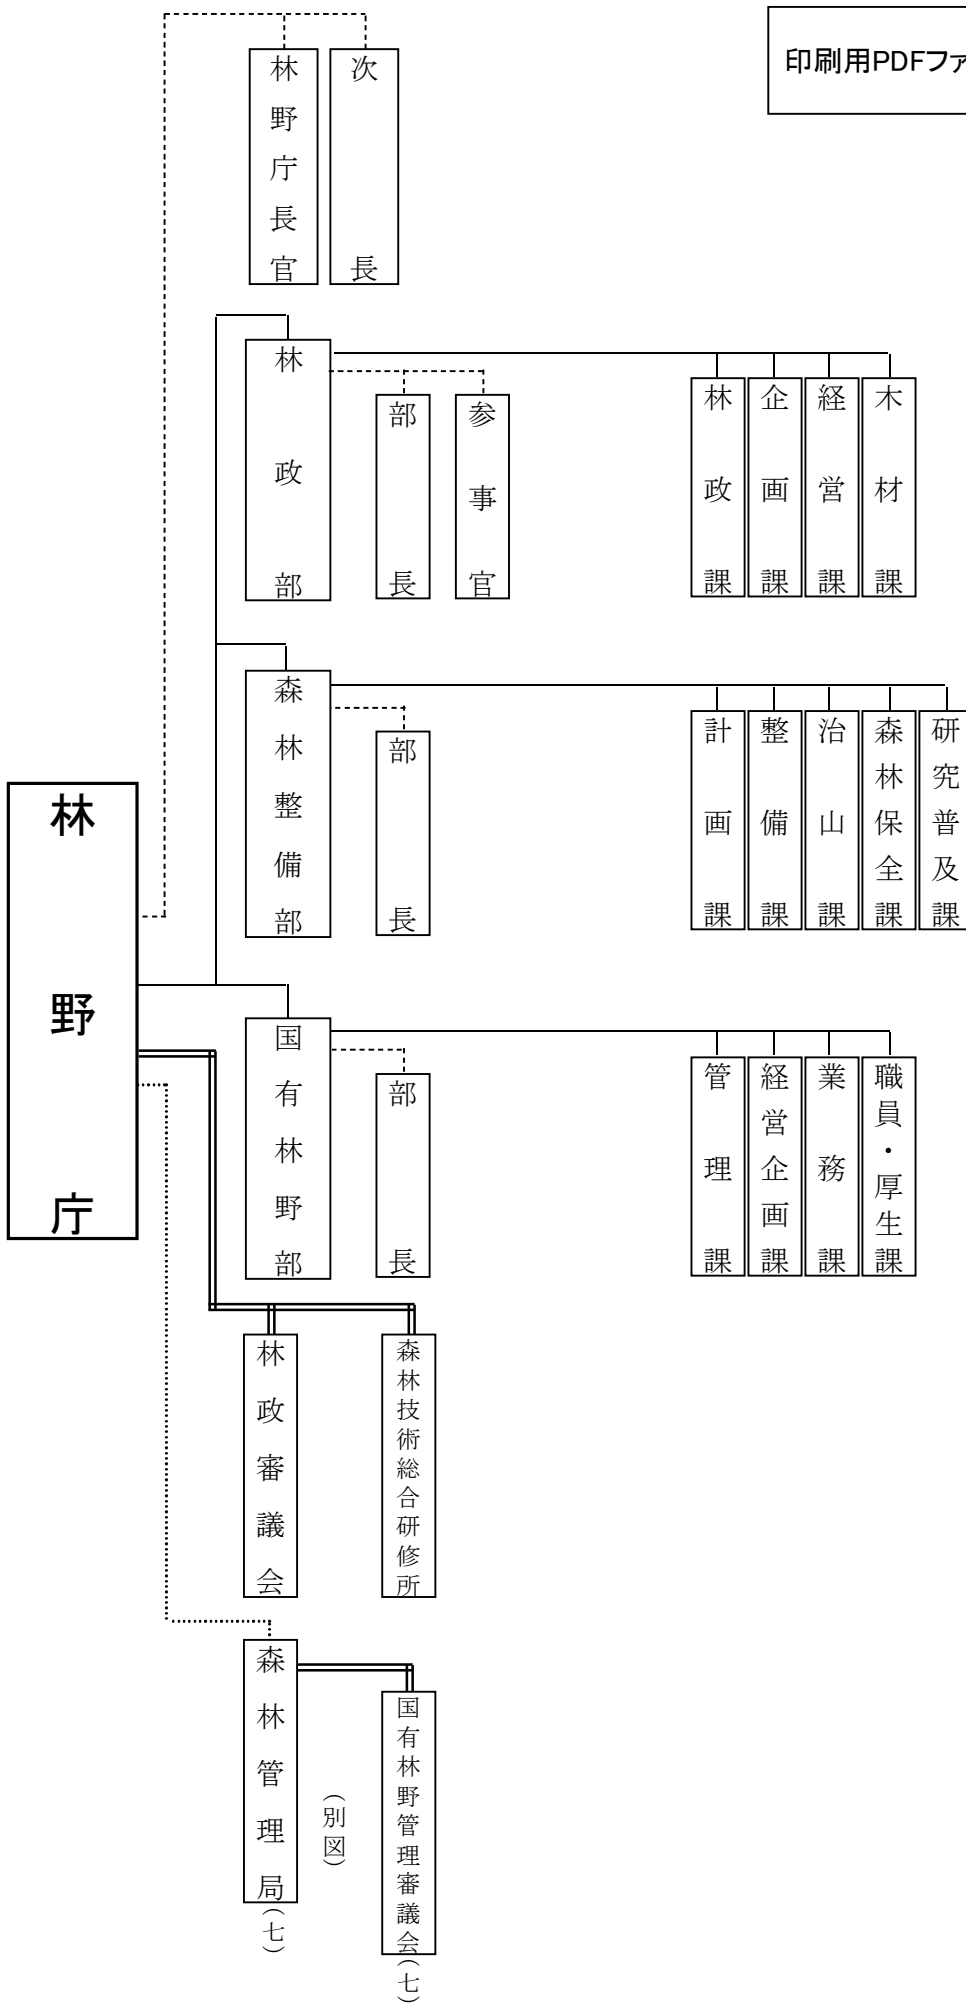 印刷用PDFファ
林野庁長官
次長
林政部
部長
参事官
林政課
企画課
経営課
木材課
森林整備部
部長
計画課
整備課
治山課
森林保全課
研究普及課
林野庁
国有林野部
部長
管理課
経営企画課
業務課
職員・厚生課
林政審議会
森林技術総合研修所
森林管理局(七)
(別図)
国有林野管理審議会(七)